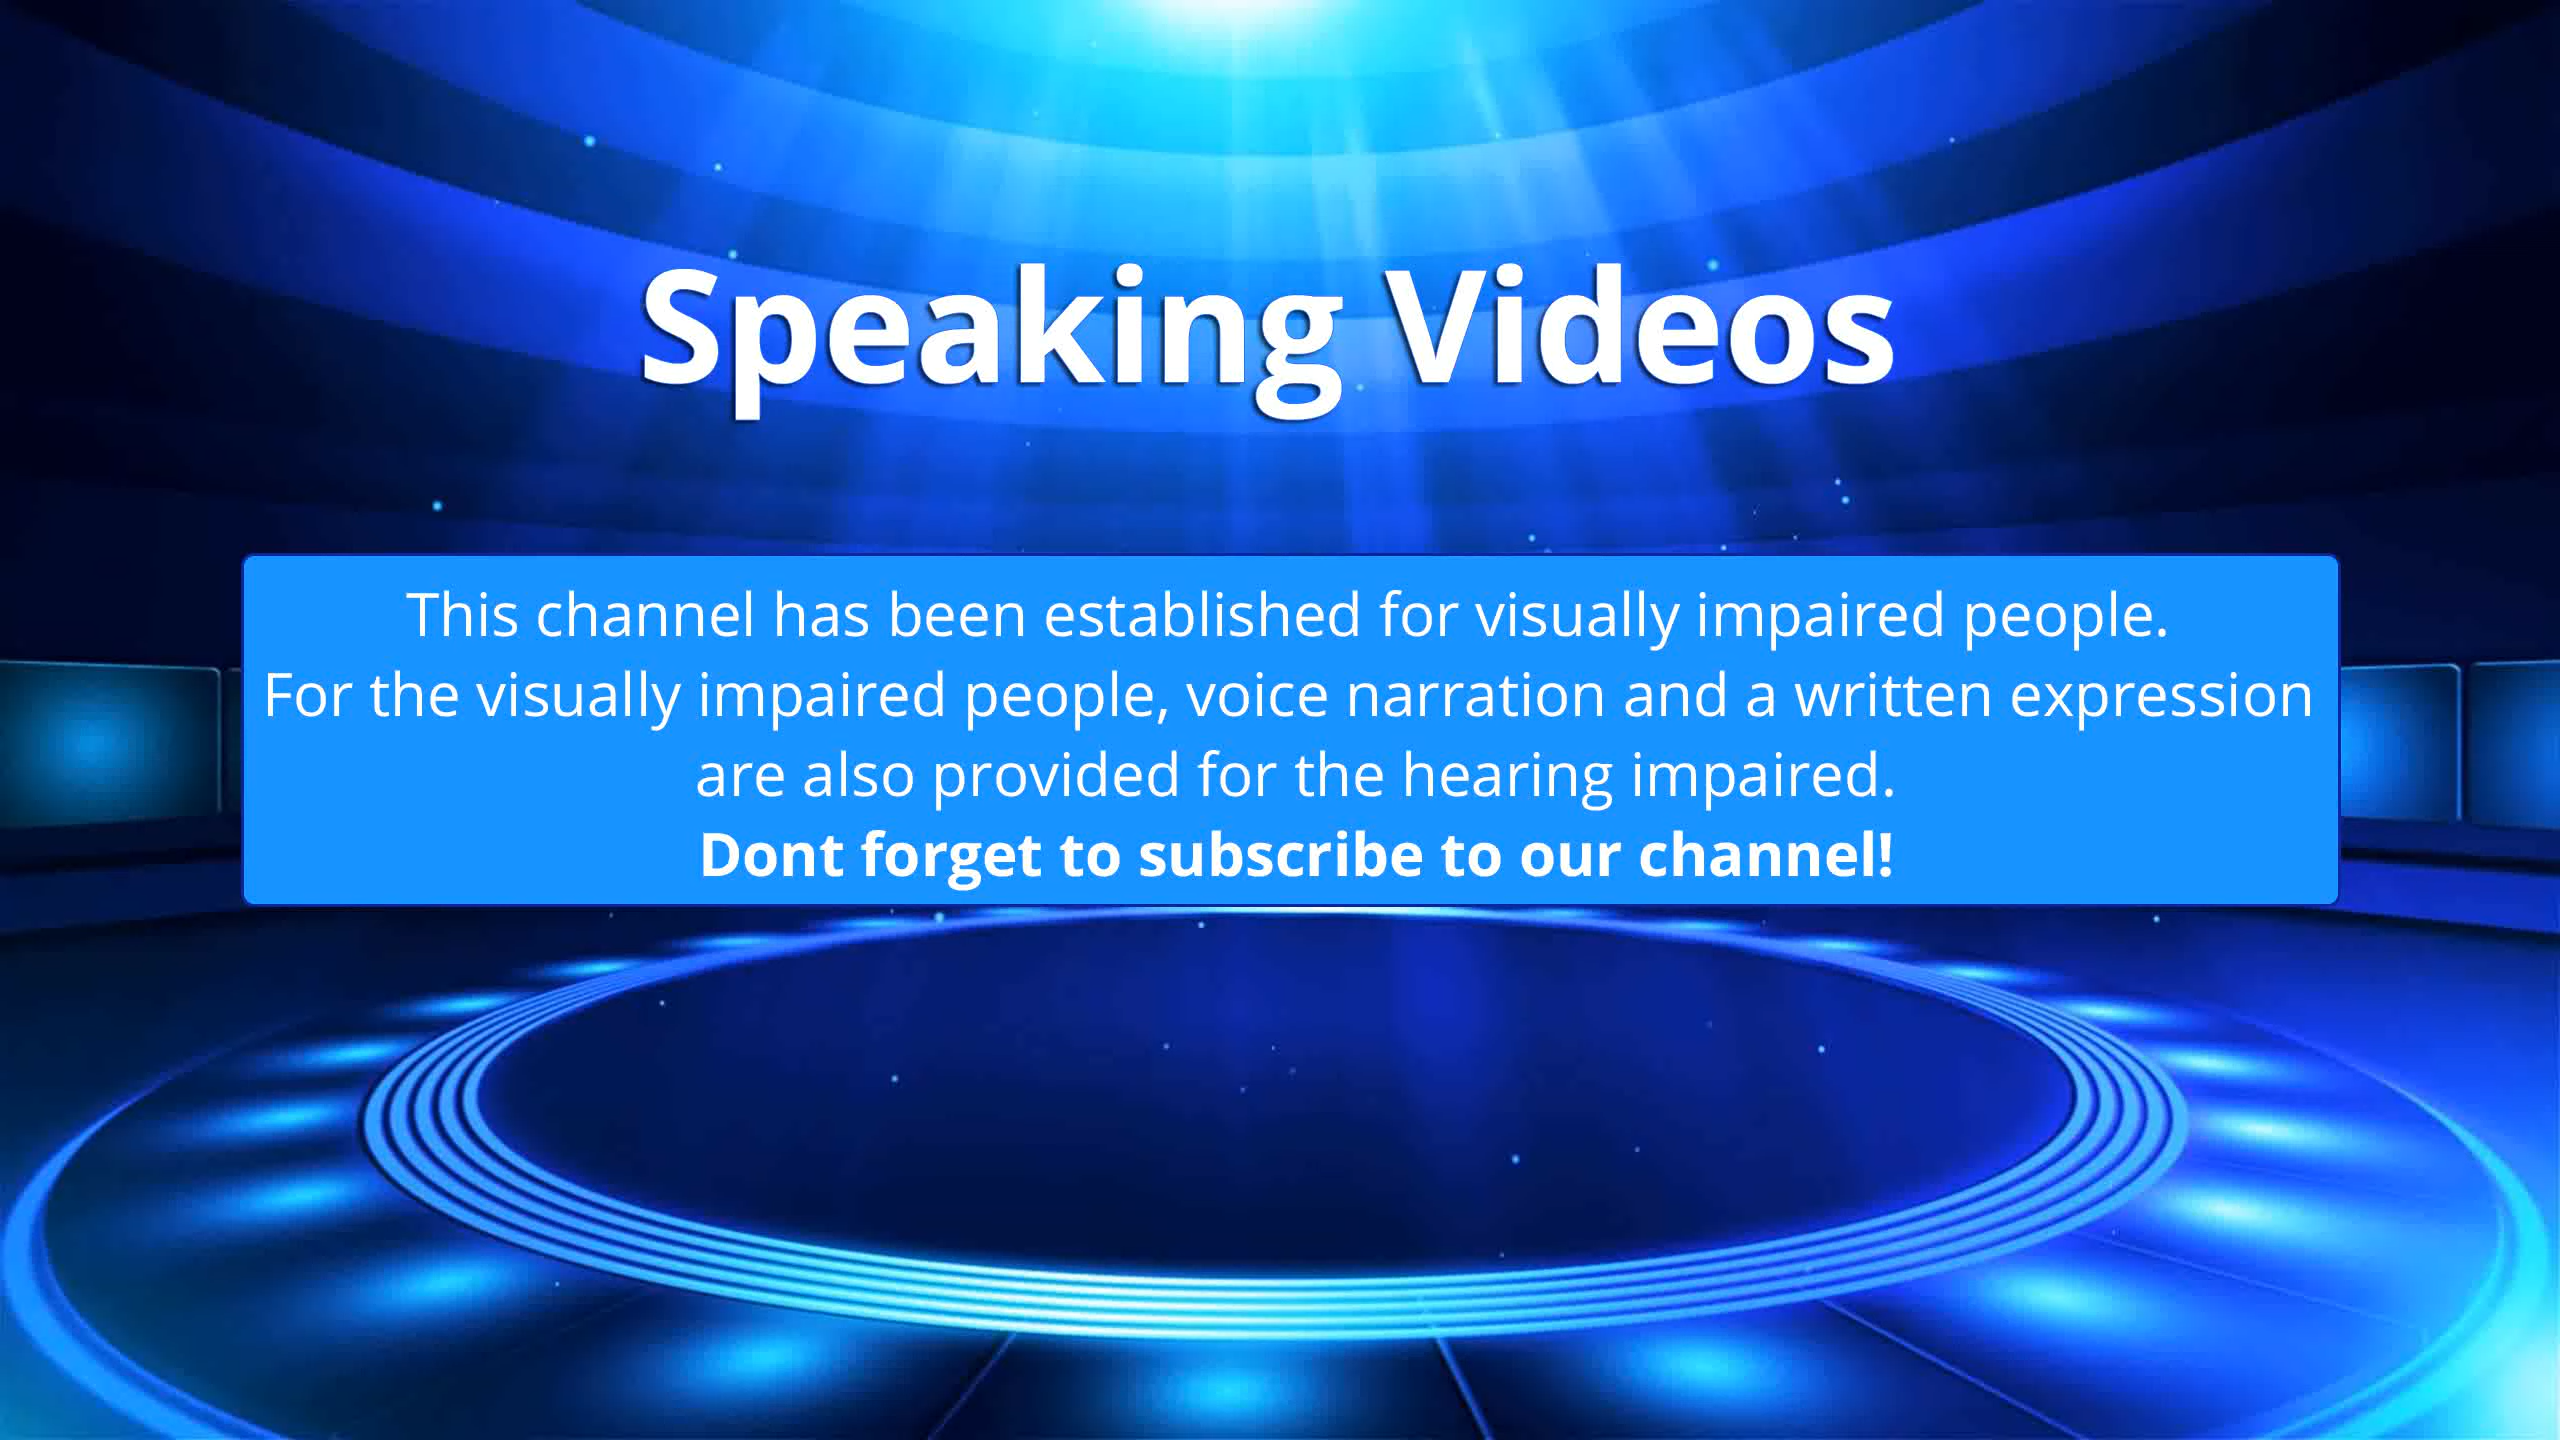 Speaking Videos
This channel has been established for visually impaired people.
For the visually impaired people, voice narration and a written expression
are also provided for the hearing impaired.
Dont forget to subscribe to our channel!